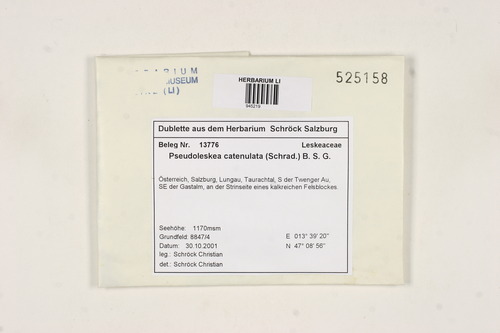 HERBARIUM LI
525158
Dublette aus dem Herbarium Schröck Salzburg
Beleg Nr. 13776 Leskeaceae
Pseudoleskea catenulata (Schrad.) B. S. G.
Österreich, Salzburg, Lungau, Taurachtal, S der Twenger Au,
SE der Gastalm, an der Strinseite eines kalkreichen Felsblockes
Seehöhe: 1170msm
Grundfeld: 8847/4 E 013° 39' 20''
Datum: 30.10.2001 N 47° 08' 56''
leg.: Schröck Christian
det.: Schröck Christian